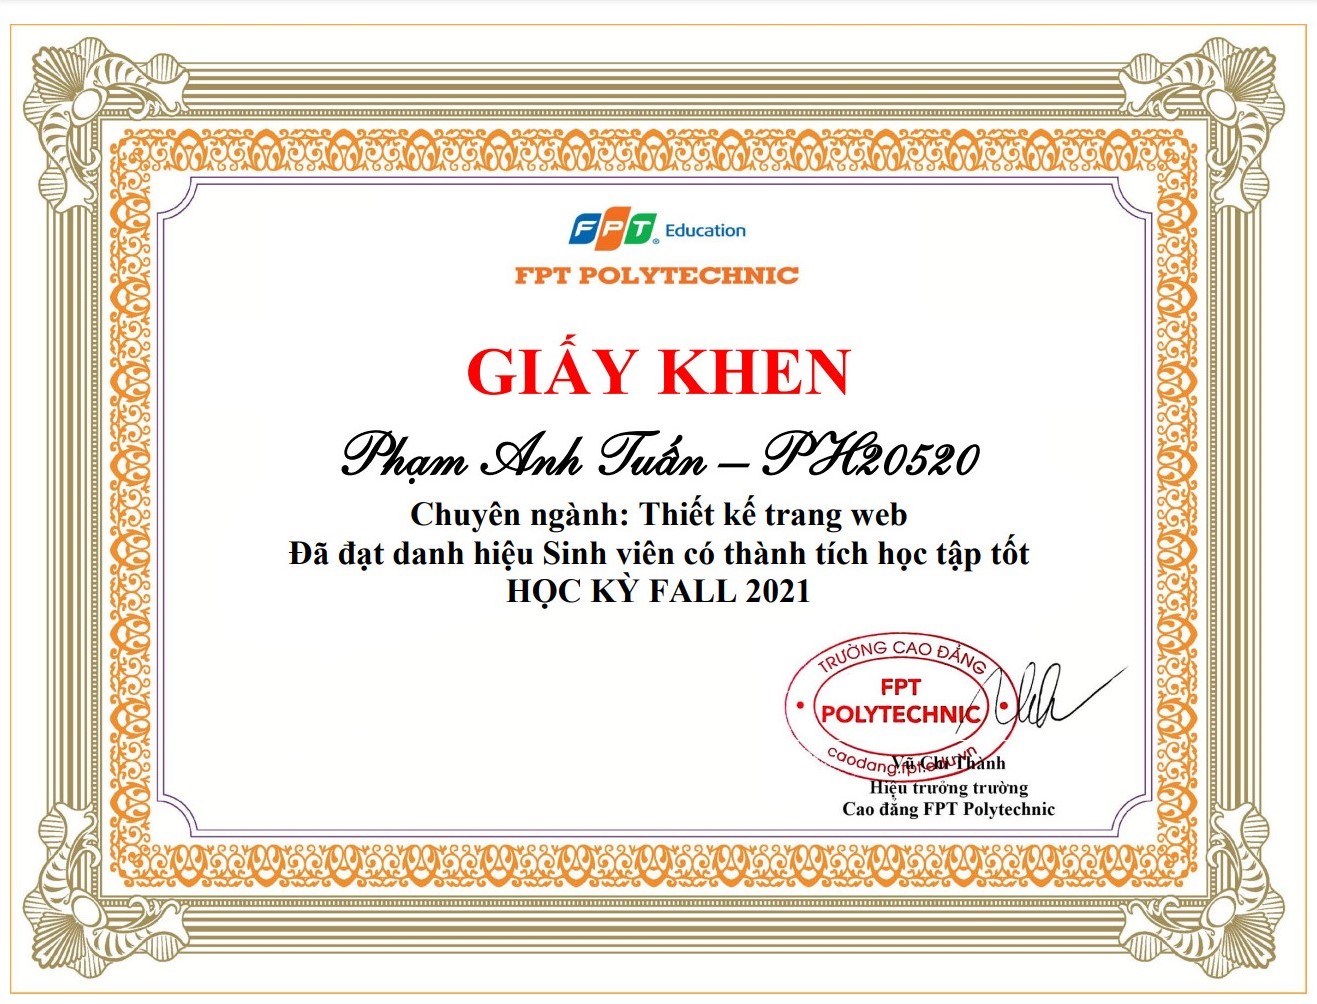 FPT Education
FPT POLYTECHNIC
GIẤY KHEN
Phạm Anh Tuấn – PH20520
Chuyên ngành: Thiết kế trang web
Đã đạt danh hiệu Sinh viên có thành tích học tập tốt
HỌC KỲ FALL 2021
TRƯỜNG CAO ĐẲNG
FPT
POLYTECHNIC
caodang.fpt.edu.vn
Vũ Chí Thành
Hiệu trưởng trường
Cao đẳng FPT Polytechnic